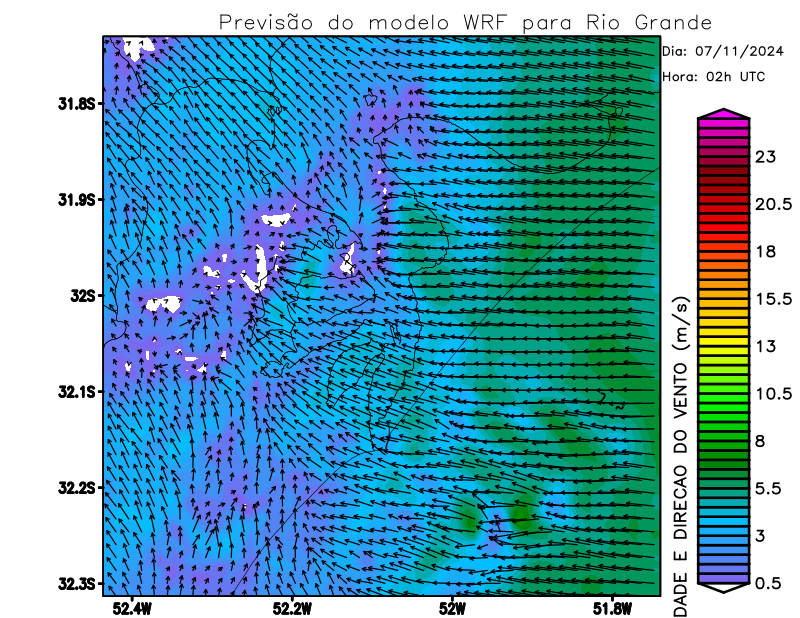 Previsão do modelo WRF para Rio Grande
Dia: 07/11/2024
Hora: 02h UTC
31.8S
31.9S
32S
32.1S
32.2S
32.3S
52.4W
52.2W
52W
51.8W
DADE E DIRECAO DO VENTO (m/s)
23
20.5
18
15.5
13
10.5
8
5.5
3
0.5